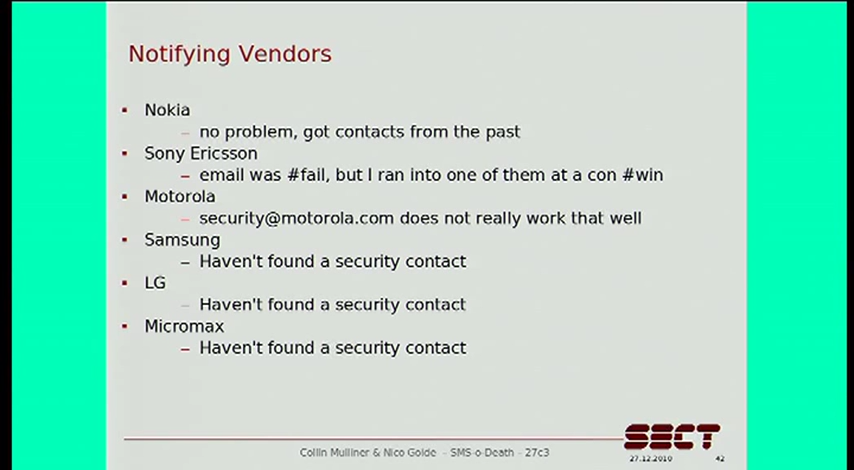 Notifying Vendors
▪ Nokia
– no problem, got contacts from the past
▪ Sony Ericsson
– email was #fail, but I ran into one of them at a con #win
▪ Motorola
– security@motorola.com does not really work that well
▪ Samsung
– Haven't found a security contact
▪ LG
– Haven't found a security contact
▪ Micromax
– Haven't found a security contact
SECT
Collin Mulliner & Nico Golde - SMS-o-Death - 27c3
27.12.2010 42